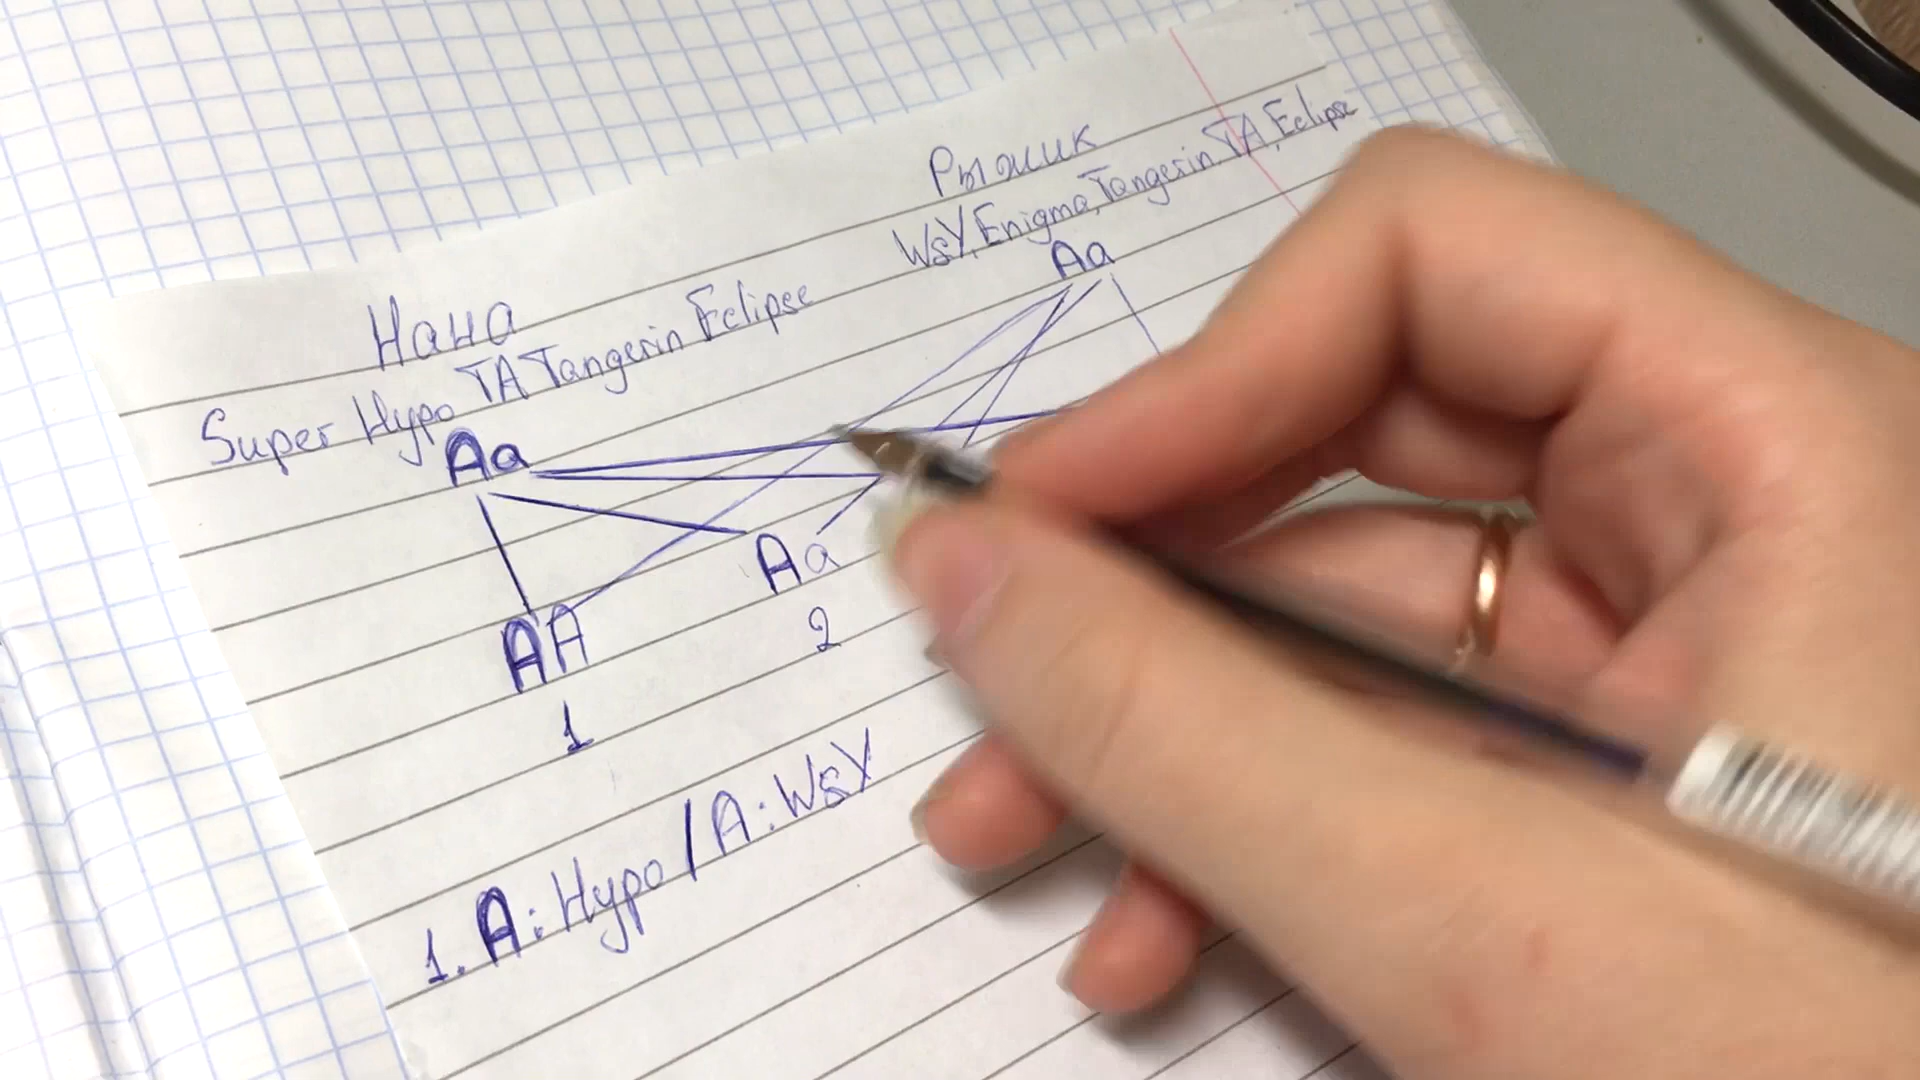 Рыжик
WsY, Enigma, Tangerin, TA, Eclipse
Aa
Нана
Super Hypo TA Tangerin Eclipse
Aa
Aa
2
AA
1
1. A: Hypo / A: WsY